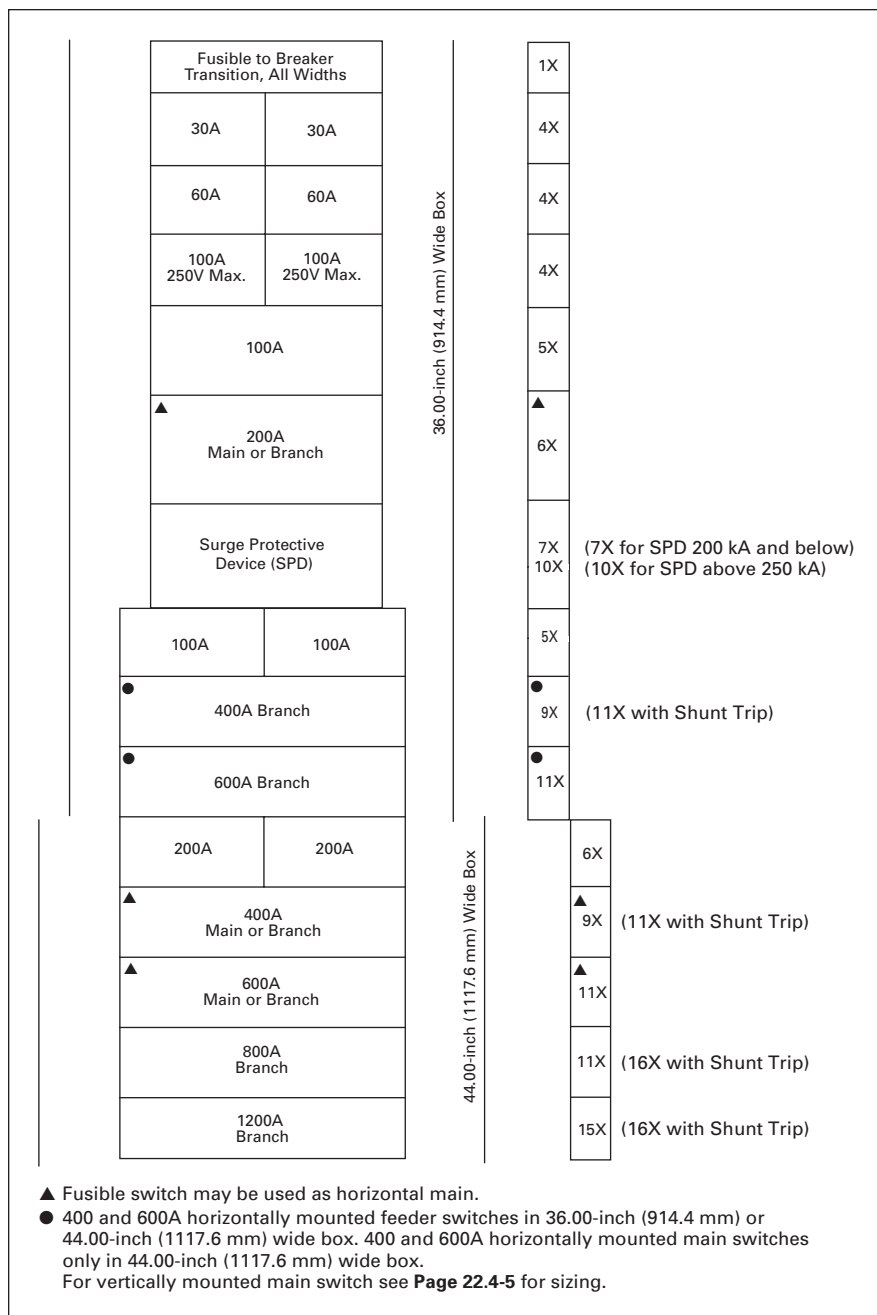 Fusible to Breaker
Transition, All Widths
1X
30A 30A
4X
60A 60A
4X
100A
250V Max.
100A
250V Max.
4X
100A
5X
▲
200A
Main or Branch
▲
6X
Surge Protective
Device (SPD)
7X (7X for SPD 200 kA and below)
10X (10X for SPD above 250 kA)
36.00-inch (914.4 mm) Wide Box
100A 100A
5X
●
400A Branch
●
9X (11X with Shunt Trip)
●
600A Branch
●
11X
200A 200A
6X
▲
400A
Main or Branch
▲
9X (11X with Shunt Trip)
▲
600A
Main or Branch
▲
11X
800A
Branch
11X (16X with Shunt Trip)
1200A
Branch
15X (16X with Shunt Trip)
44.00-inch (1117.6 mm) Wide Box
▲ Fusible switch may be used as horizontal main.
● 400 and 600A horizontally mounted feeder switches in 36.00-inch (914.4 mm) or
44.00-inch (1117.6 mm) wide box. 400 and 600A horizontally mounted main switches
only in 44.00-inch (1117.6 mm) wide box.
For vertically mounted main switch see Page 22.4-5 for sizing.